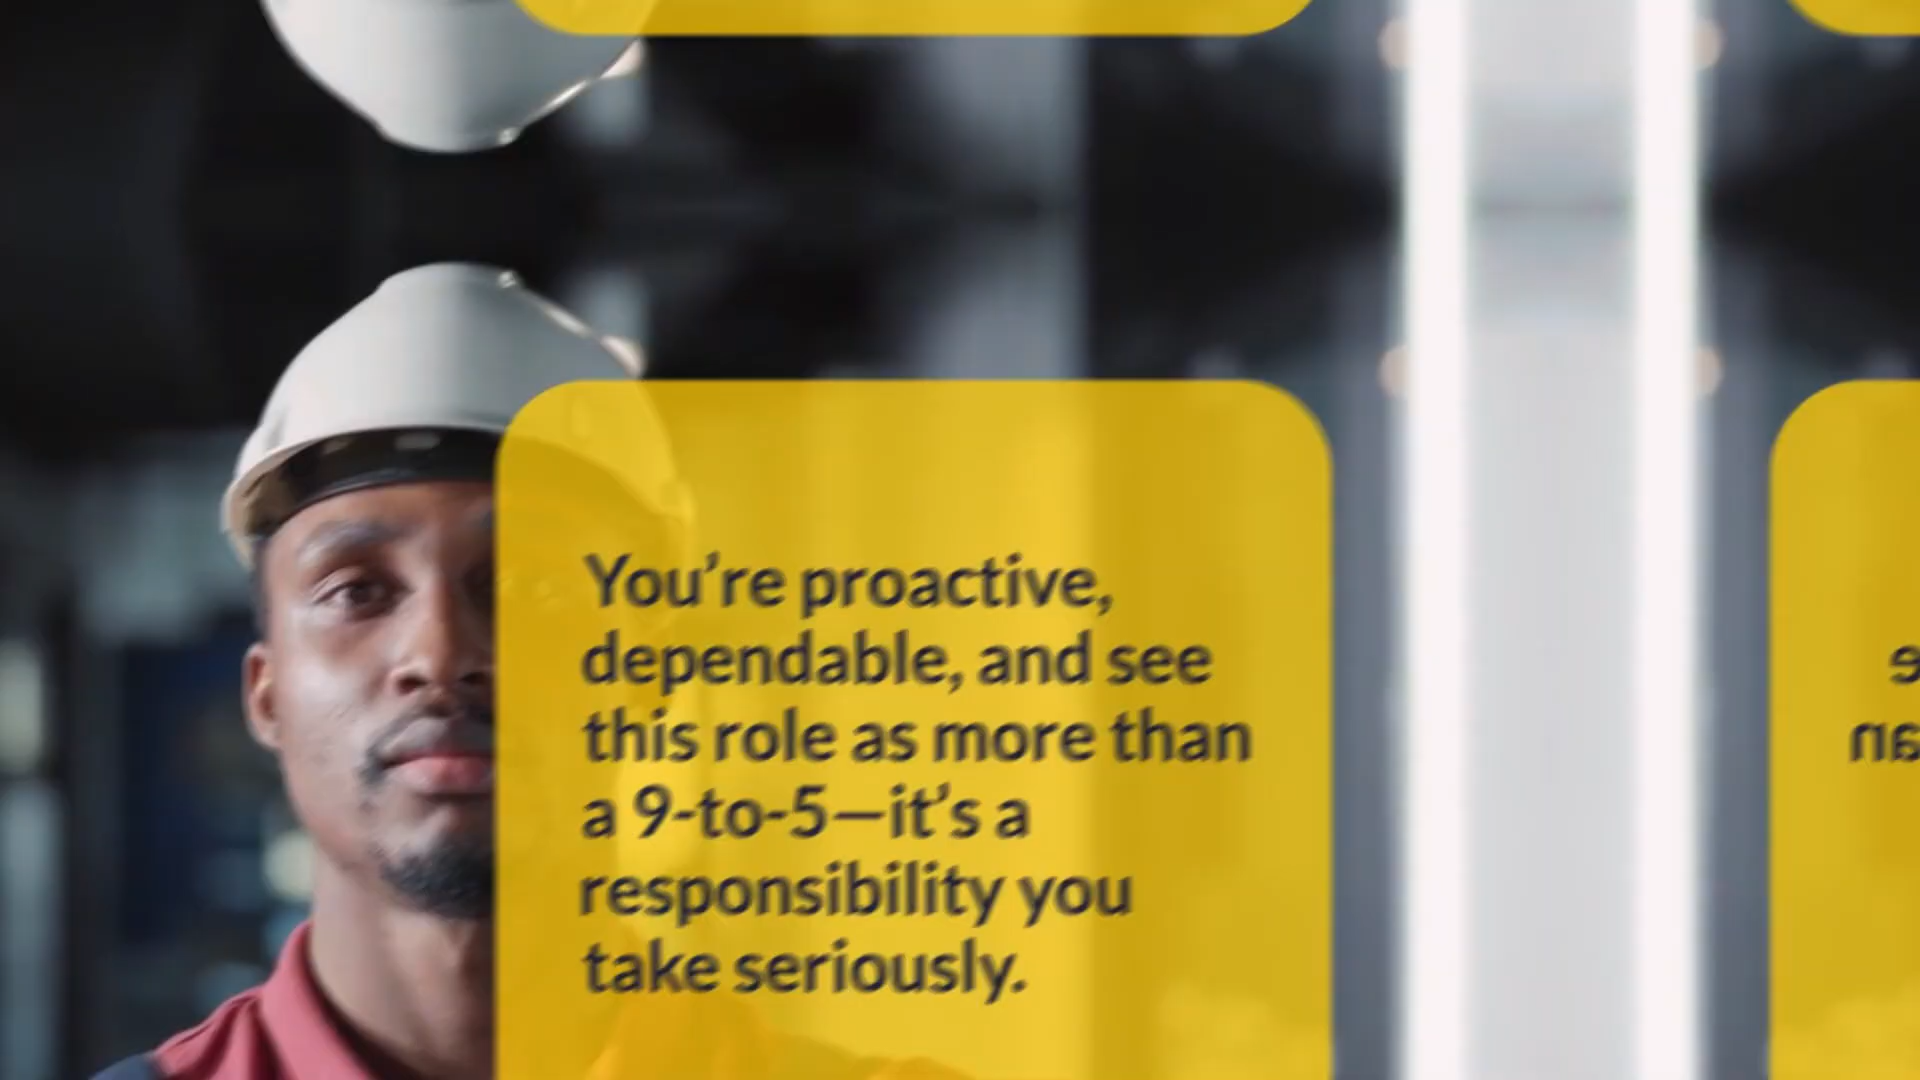 You're proactive,
dependable, and see
this role as more than
a 9-to-5—it's a
responsibility you
take seriously.